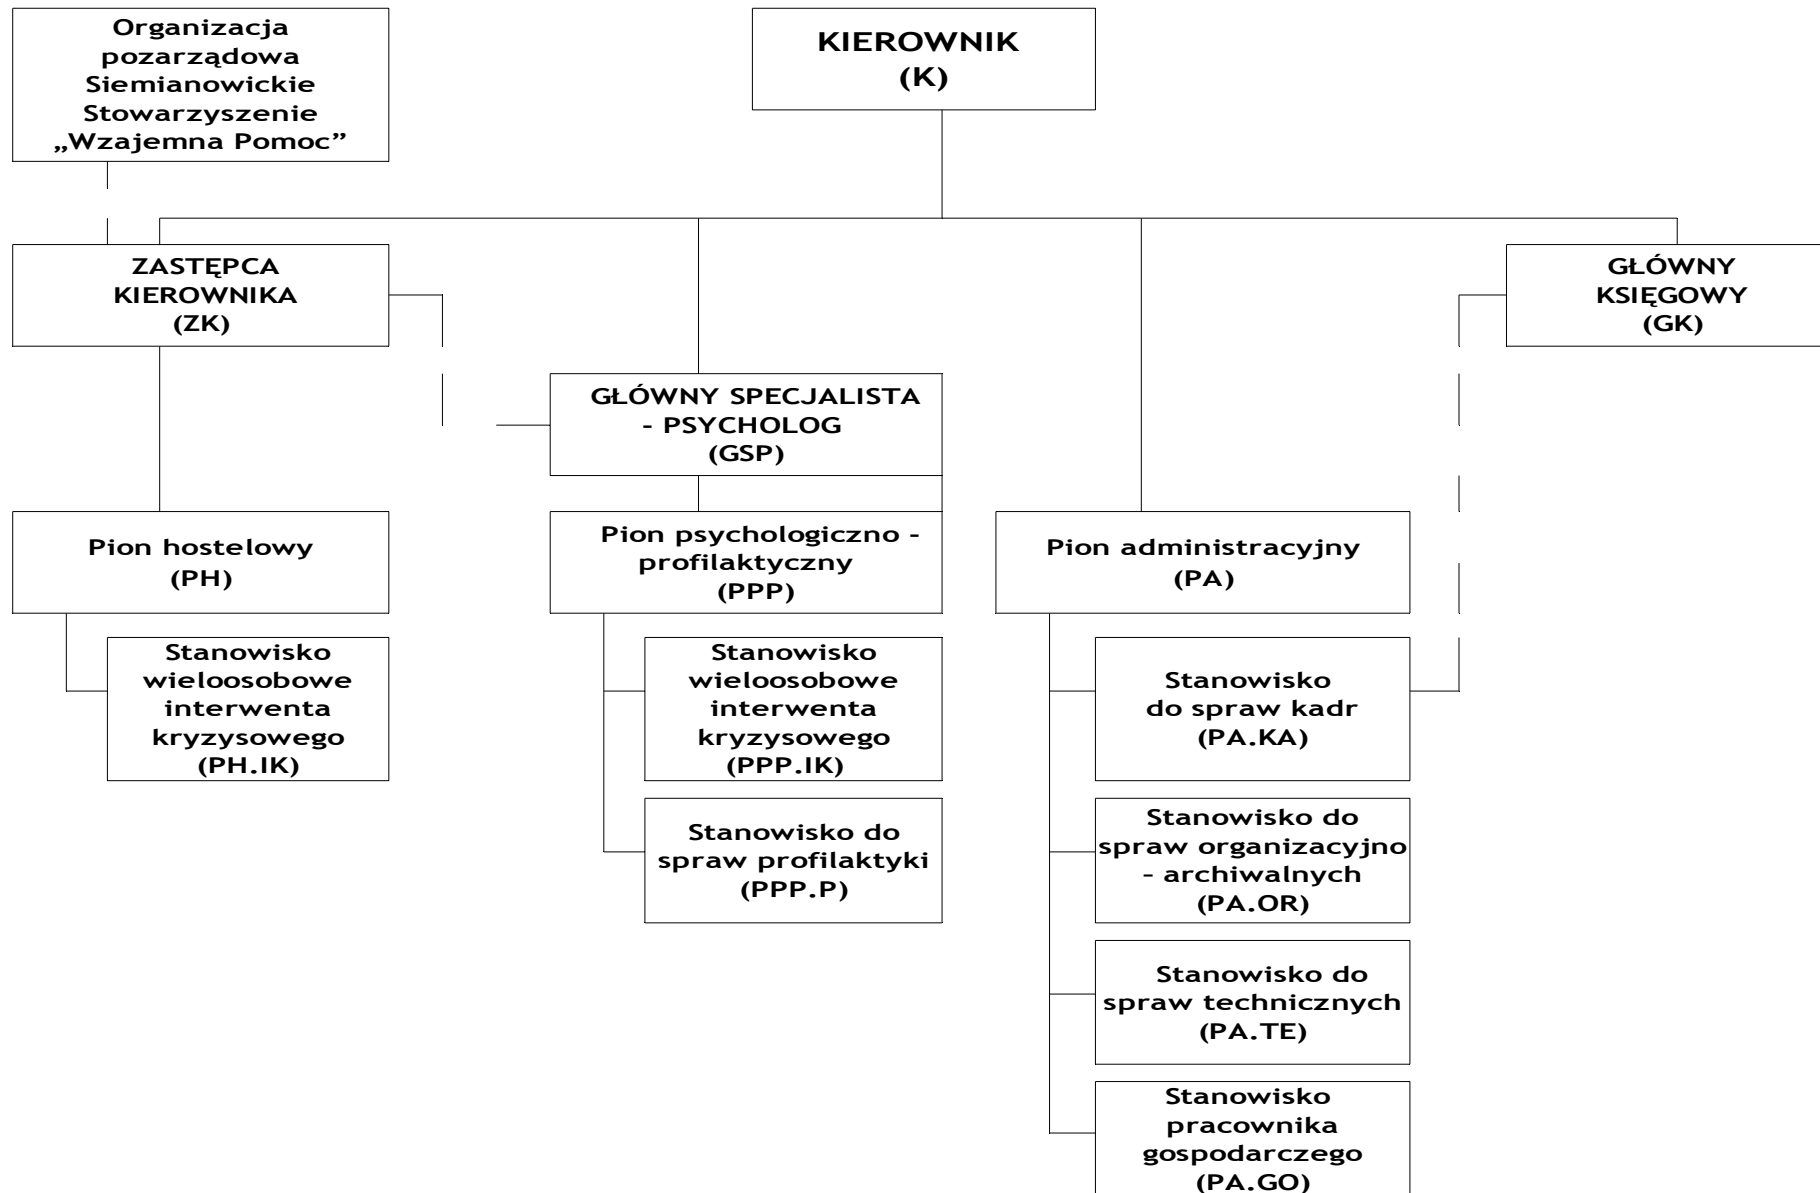 Organizacja
pozarządowa
Siemianowickie
Stowarzyszenie
„Wzajemna Pomoc”
KIEROWNIK
(K)
ZASTĘPCA
KIEROWNIKA
(ZK)
GŁÓWNY
KSIĘGOWY
(GK)
GŁÓWNY SPECJALISTA
- PSYCHOLOG
(GSP)
Pion hostelowy
(PH)
Pion psychologiczno -
profilaktyczny
(PPP)
Pion administracyjny
(PA)
Stanowisko
wieloosobowe
interwenta
kryzysowego
(PH.IK)
Stanowisko
wieloosobowe
interwenta
kryzysowego
(PPP.IK)
Stanowisko
do spraw kadr
(PA.KA)
Stanowisko do
spraw profilaktyki
(PPP.P)
Stanowisko do
spraw organizacyjno
- archiwalnych
(PA.OR)
Stanowisko do
spraw technicznych
(PA.TE)
Stanowisko
pracownika
gospodarczego
(PA.GO)